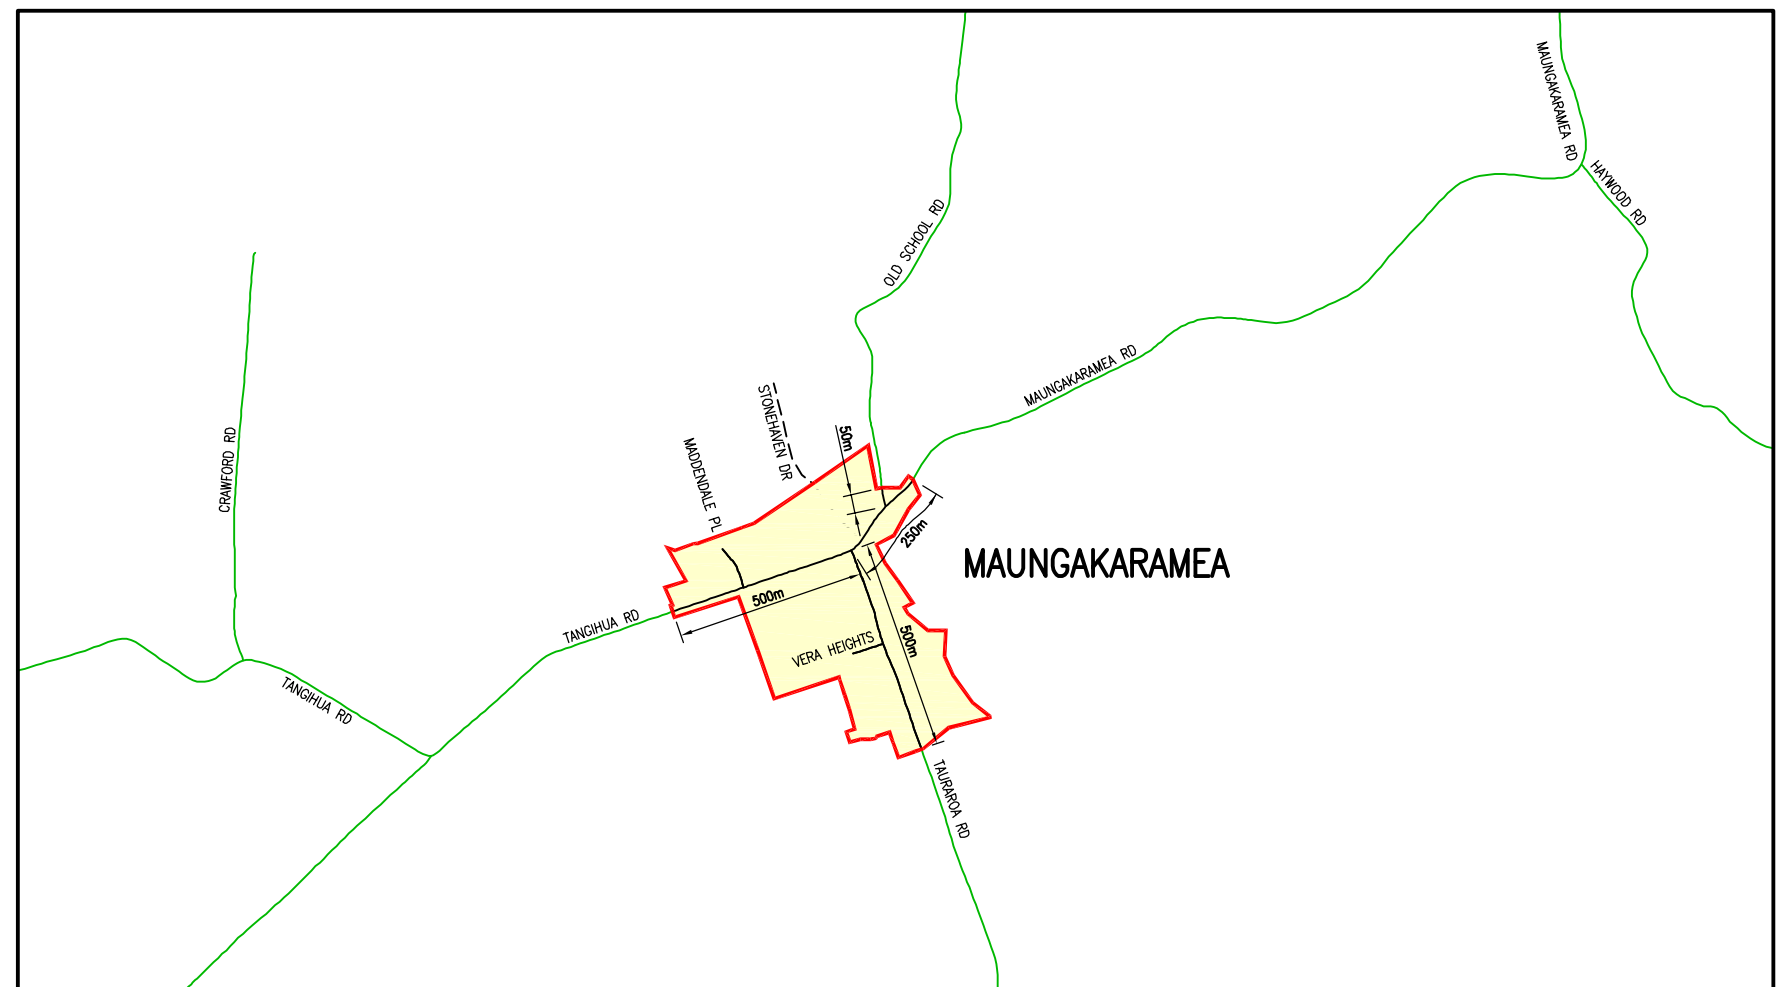 MAUNGAKARAMEA RD
HAYWOOD RD
OLD SCHOOL RD
MAUNGAKARAMEA RD
STONEHAVEN DR
50m
MADDENDALE PL
CRAWFORD RD
250m
MAUNGAKARAMEA
500m
TANGIHUA RD
500m
VERA HEIGHTS
TANGIHUA RD
TAURAROA RD